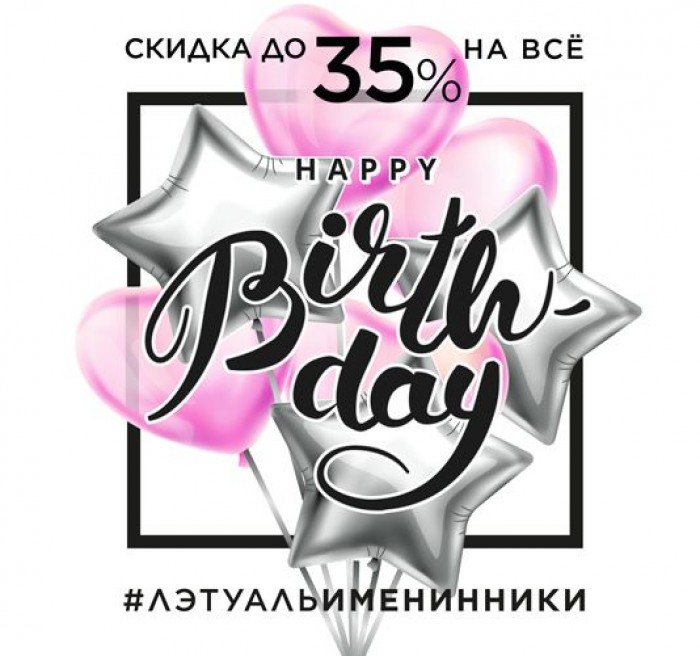 СКИДКА ДО 35% НА ВСЁ
HAPPY
Birth-
day
#ЛЭТУАЛЬИМЕНИННИКИ